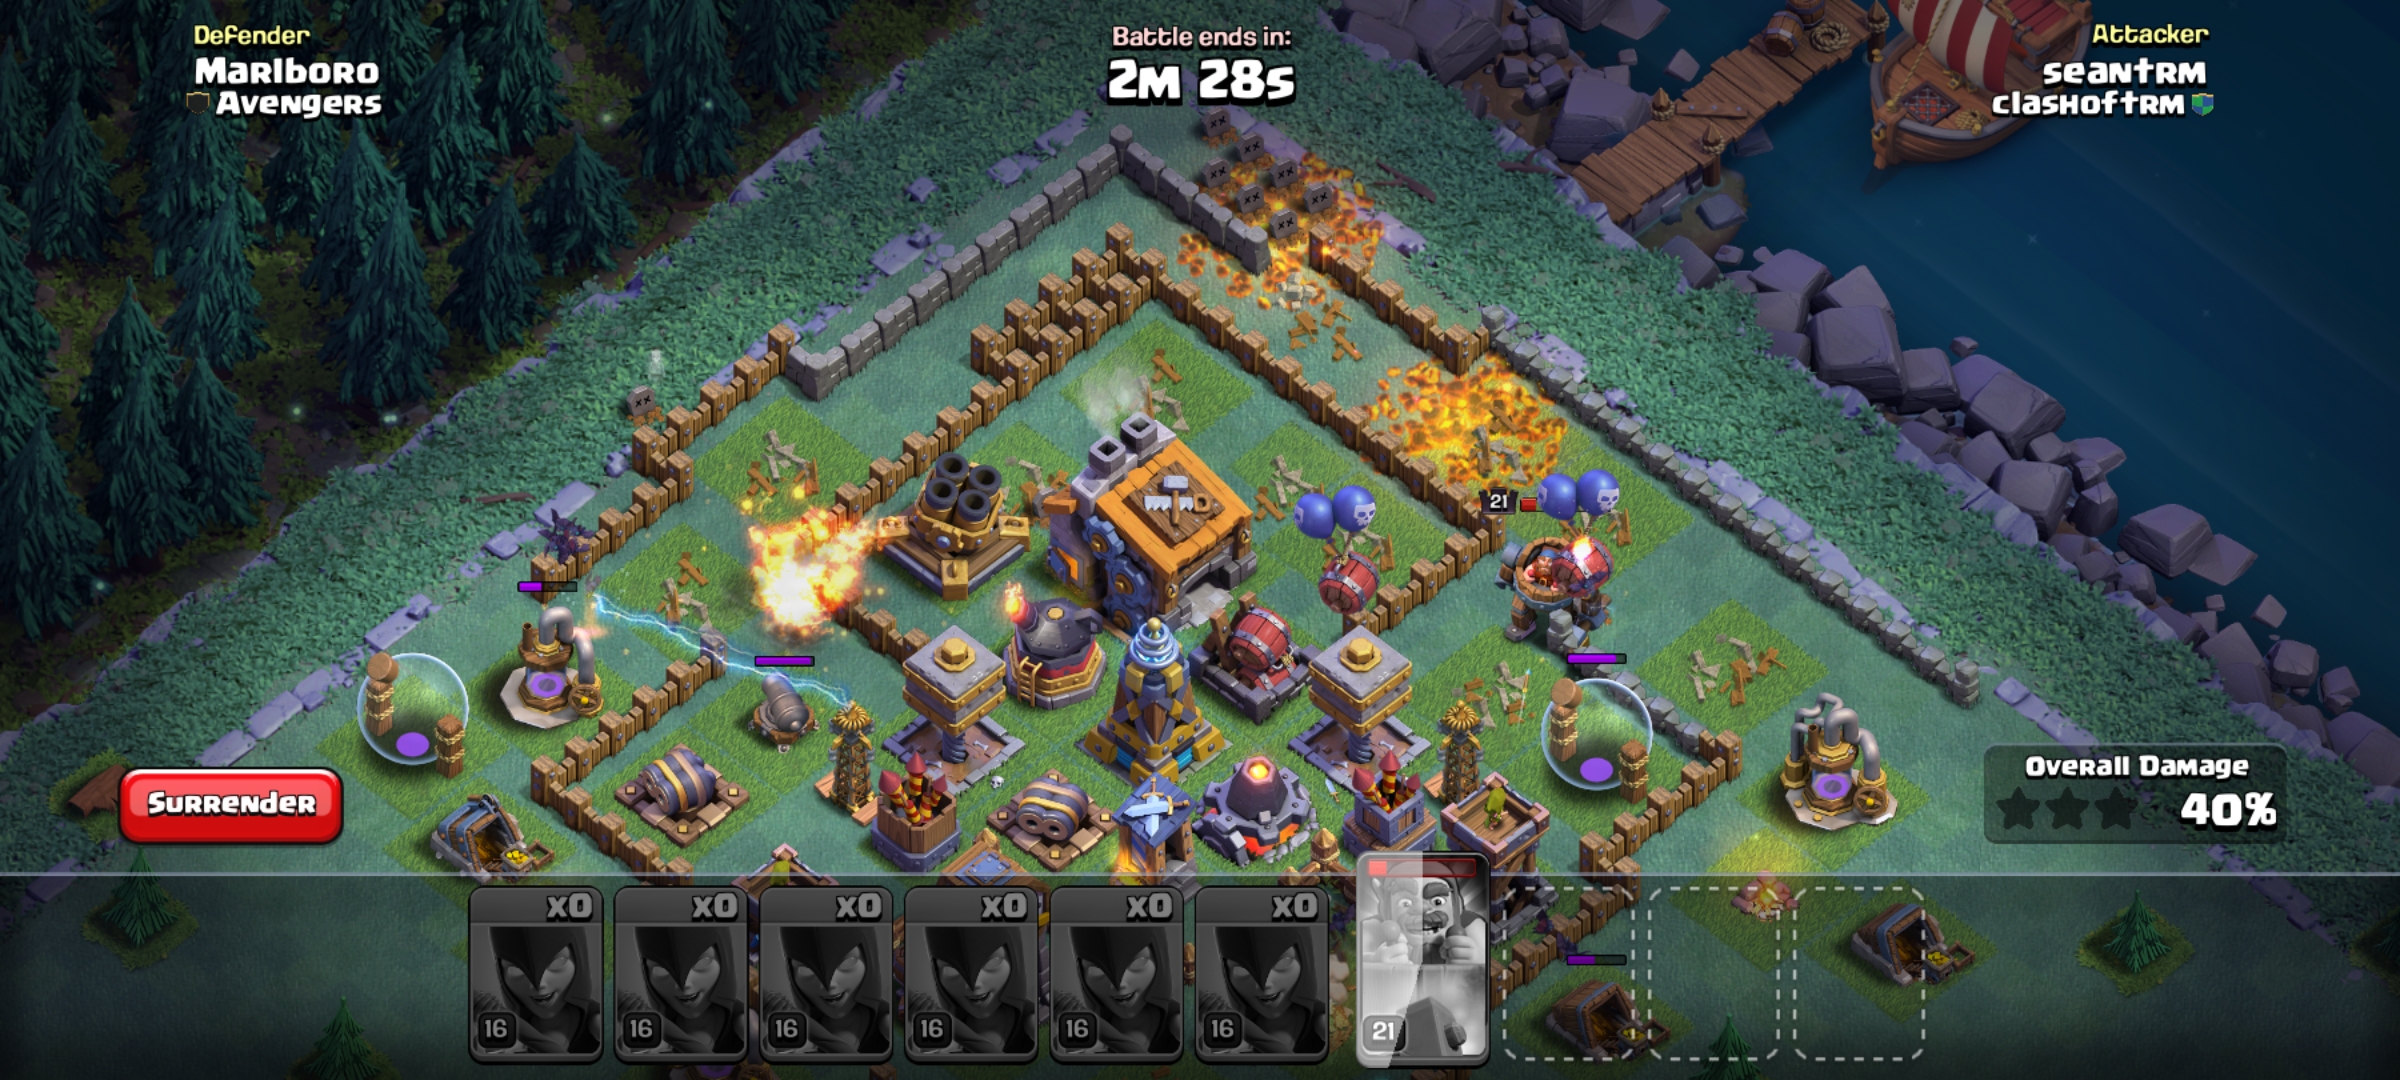 Defender
Marlboro
Avengers
Battle ends in:
2M 28s
Attacker
seantRM
clashoftRM
21
Surrender
Overall Damage
40%
x0
x0
x0
x0
x0
x0
16
16
16
16
16
16
21